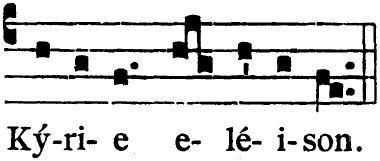 Ký-ri- e e- lé- i-son.